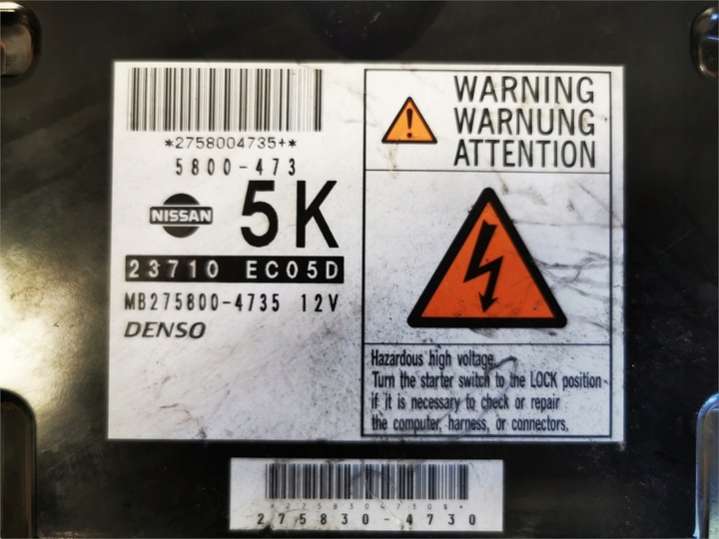 *2758004735+*
5800-473
NISSAN
5K
23710 EC05D
MB275800-4735 12V
DENSO
WARNING
WARNUNG
ATTENTION
Hazardous high voltage.
Turn the starter switch to the LOCK position
if it is necessary to check or repair
the computer, harness, or connectors.
275830-4730